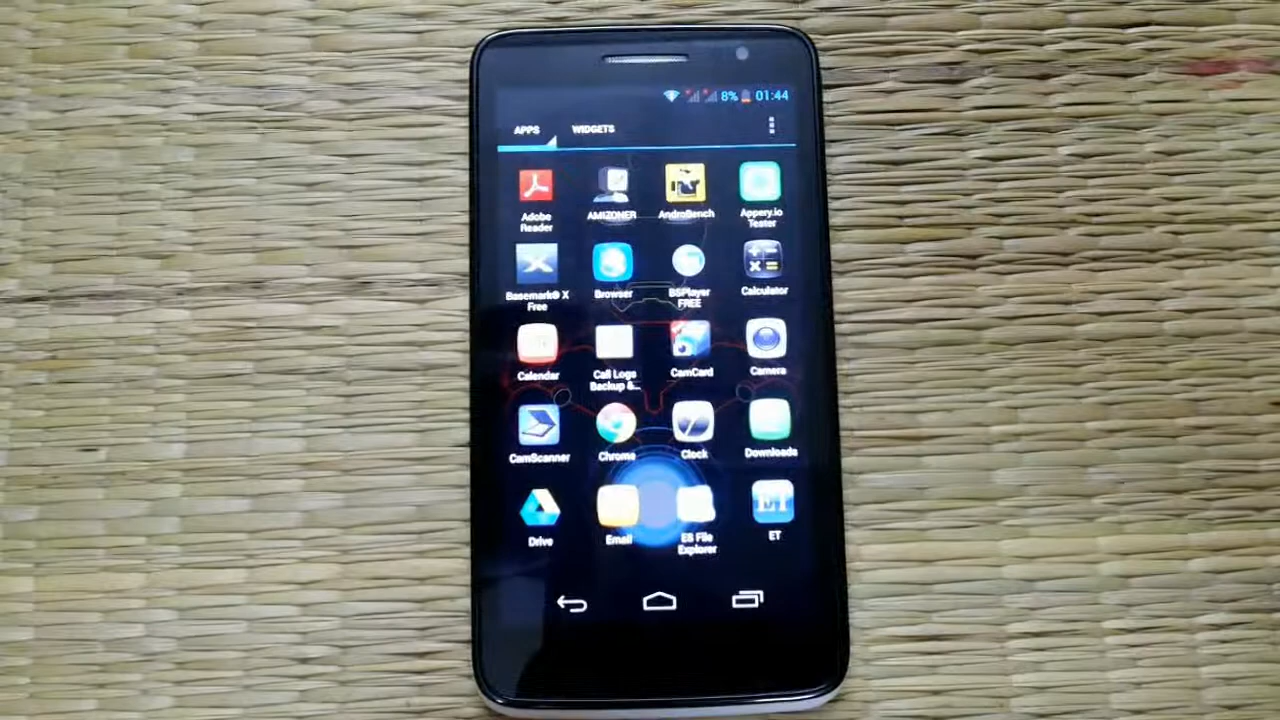 8% 01:44
APPS WIDGETS
Adobe Reader
AMIZONER
AndroBench
Appery.io Tester
Basemark® X Free
Browser
BSPlayer FREE
Calculator
Calendar
Call Logs Backup &...
CamCard
Camera
CamScanner
Chrome
Clock
Downloads
Drive
Email
ES File Explorer
ET
ET